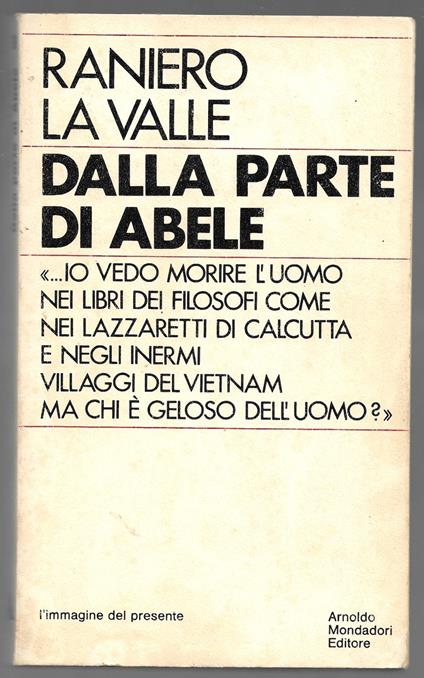 RANIERO
LA VALLE
DALLA PARTE
DI ABELE
«...IO VEDO MORIRE L'UOMO
NEI LIBRI DEI FILOSOFI COME
NEI LAZZARETTI DI CALCUTTA
E NEGLI INERMI
VILLAGGI DEL VIETNAM
MA CHI È GELOSO DELL'UOMO?»
l'immagine del presente
Arnoldo
Mondadori
Editore